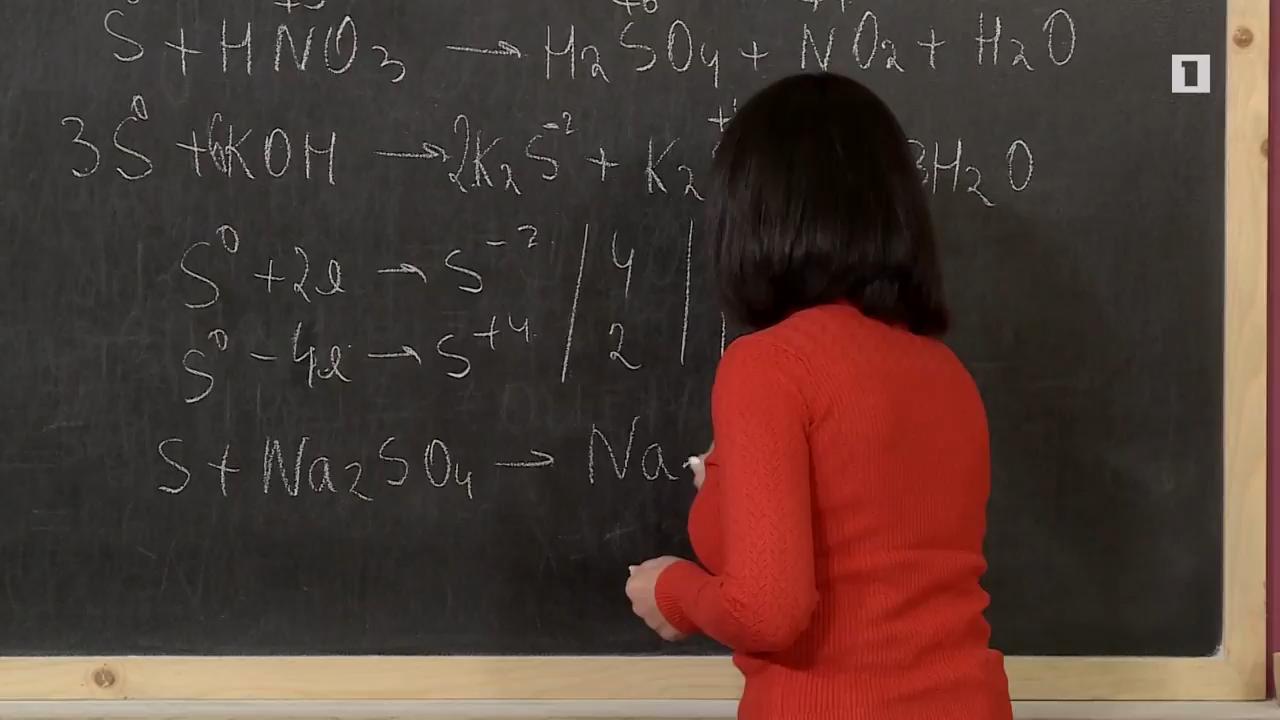 S + HNO₃ → H₂SO₄ + NO₂ + H₂O
1
3S⁰ + 6KOH → 2K₂S⁻² + K₂ 3H₂O
S⁰ + 2e → S⁻² / 4 |
S⁰ - 4e → S⁺⁴ / 2 |
S + Na₂SO₄ → Na